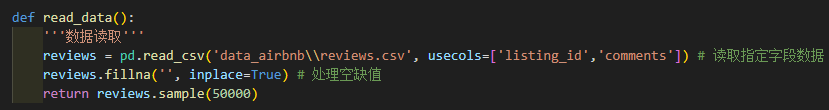 def read_data():
    '''数据读取'''
    reviews = pd.read_csv('data_airbnb\\reviews.csv', usecols=['listing_id','comments']) # 读取指定字段数据
    reviews.fillna('', inplace=True) # 处理空缺值
    return reviews.sample(50000)